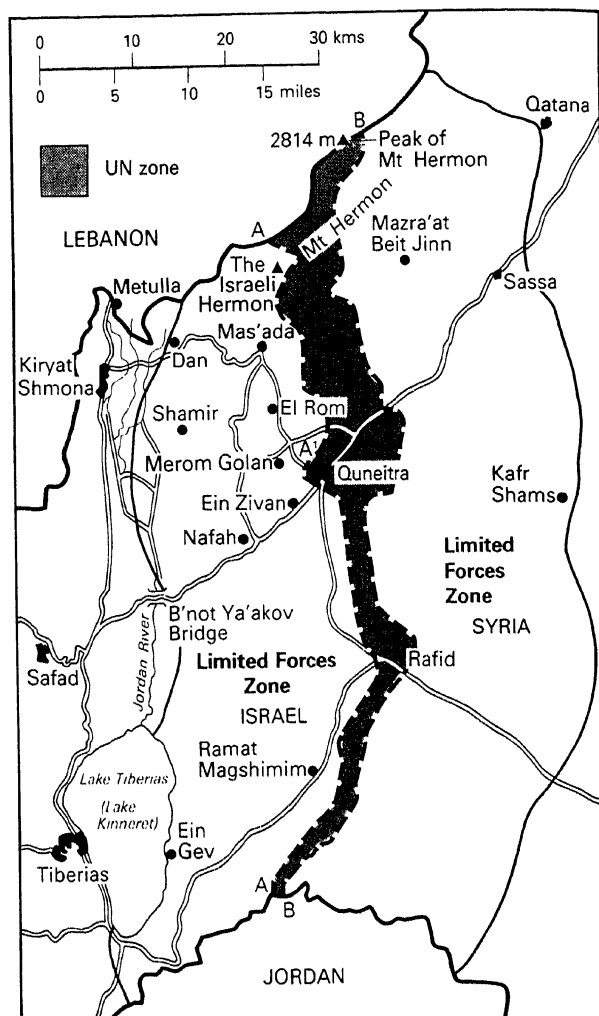 0 10 20 30 kms
0 5 10 15 miles
UN zone
B
2814 m
Peak of
Mt Hermon
Qatana
A
Mt Hermon
LEBANON
Mazra'at
Beit Jinn
The
Israeli
Hermon
Sassa
Metulla
Mas'ada
Dan
Kiryat
Shmona
Shamir
El Rom
A¹
Merom Golan
Quneitra
Ein Zivan
Kafr
Shams
Nafah
Limited
Forces
Zone
SYRIA
B'not Ya'akov
Bridge
Jordan River
Safad
Limited Forces
Zone
ISRAEL
Rafid
Ramat
Magshimim
Lake Tiberias
(Lake
Kinneret)
Ein
Gev
Tiberias
A
B
JORDAN